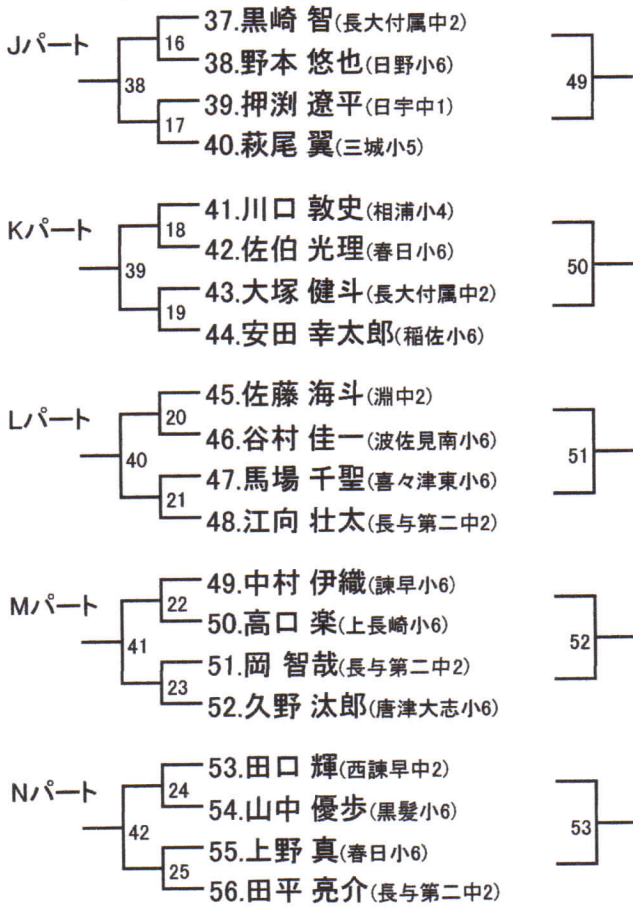 37.黒崎 智(長大付属中2)
Jパート
16
38.野本 悠也(日野小6)
38
49
39.押渕 遼平(日宇中1)
17
40.萩尾 翼(三城小5)
41.川口 敦史(相浦小4)
Kパート
18
42.佐伯 光理(春日小6)
39
50
43.大塚 健斗(長大付属中2)
19
44.安田 幸太郎(稲佐小6)
45.佐藤 海斗(淵中2)
Lパート
20
46.谷村 佳一(波佐見南小6)
40
51
47.馬場 千聖(喜々津東小6)
21
48.江向 壮太(長与第二中2)
49.中村 伊織(諫早小6)
Mパート
22
50.高口 楽(上長崎小6)
41
52
51.岡 智哉(長与第二中2)
23
52.久野 汰郎(唐津大志小6)
53.田口 輝(西諫早中2)
Nパート
24
54.山中 優歩(黒髪小6)
42
53
55.上野 真(春日小6)
25
56.田平 亮介(長与第二中2)